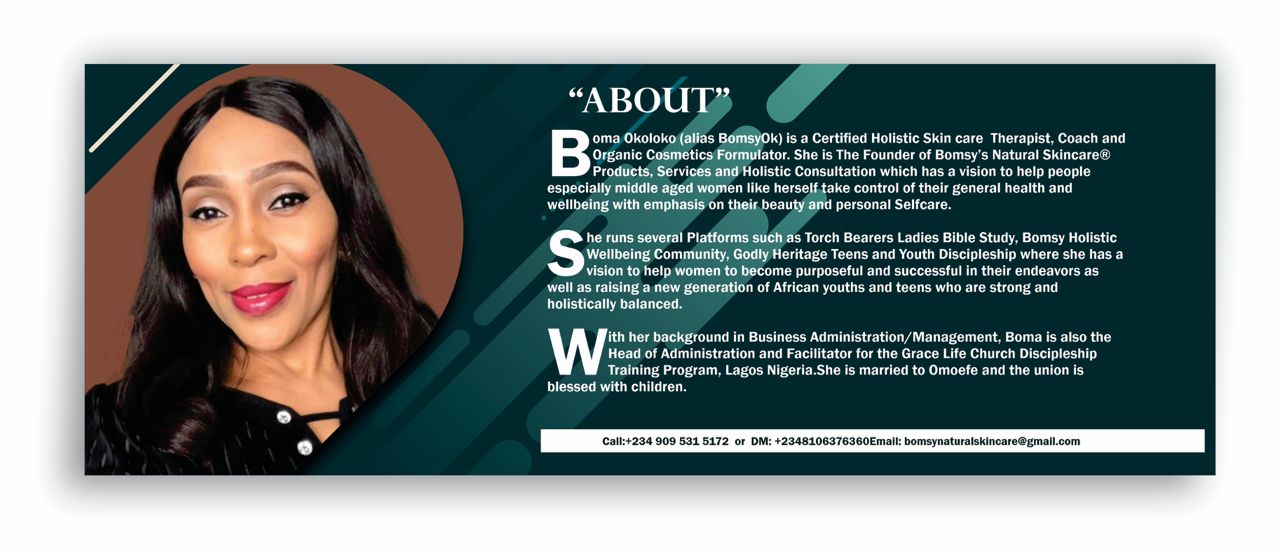 “ABOUT”
Boma Okoloko (alias BomsyOk) is a Certified Holistic Skin care Therapist, Coach and
Organic Cosmetics Formulator. She is The Founder of Bomsy's Natural Skincare®
Products, Services and Holistic Consultation which has a vision to help people
especially middle aged women like herself take control of their general health and
wellbeing with emphasis on their beauty and personal Selfcare.
She runs several Platforms such as Torch Bearers Ladies Bible Study, Bomsy Holistic
Wellbeing Community, Godly Heritage Teens and Youth Discipleship where she has a
vision to help women to become purposeful and successful in their endeavors as
well as raising a new generation of African youths and teens who are strong and
holistically balanced.
With her background in Business Administration/Management, Boma is also the
Head of Administration and Facilitator for the Grace Life Church Discipleship
Training Program, Lagos Nigeria.She is married to Omoefe and the union is
blessed with children.
Call:+234 909 531 5172 or DM: +2348106376360Email: bomsynaturalskincare@gmail.com